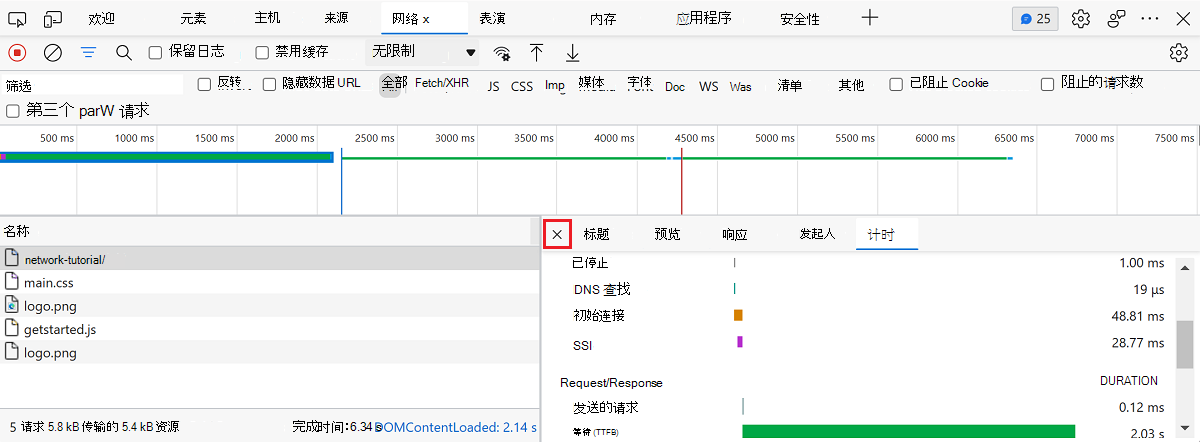 欢迎 元素 主机 来源 网络 x 表演 内存 应用程序 安全性 25
保留日志 禁用缓存 无限制
筛选 反转 隐藏数据 URL 全部 Fetch/XHR JS CSS Img 媒体 字体 Doc WS Was 清单 其他 已阻止 Cookie 阻止的请求数
第三个 parW 请求
500 ms 1000 ms 1500 ms 2000 ms 2500 ms 3000 ms 3500 ms 4000 ms 4500 ms 5000 ms 5500 ms 6000 ms 6500 ms 7000 ms 7500 ms
名称
network-tutorial/
main.css
logo.png
getstarted.js
logo.png
5 请求 5.8 kB传输的 5.4 kB资源 完成时间: 6.34 s DOMContentLoaded: 2.14 s
标题 预览 响应 发起人 计时
已停止 1.00 ms
DNS 查找 19 µs
初始连接 48.81 ms
SSI 28.77 ms
Request/Response DURATION
发送的请求 0.12 ms
等待 (TTFB) 2.03 s